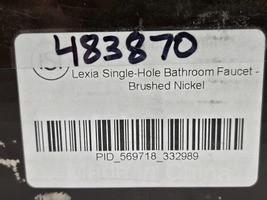 483870
Lexia Single-Hole Bathroom Faucet -
Brushed Nickel
PID_569718_332989